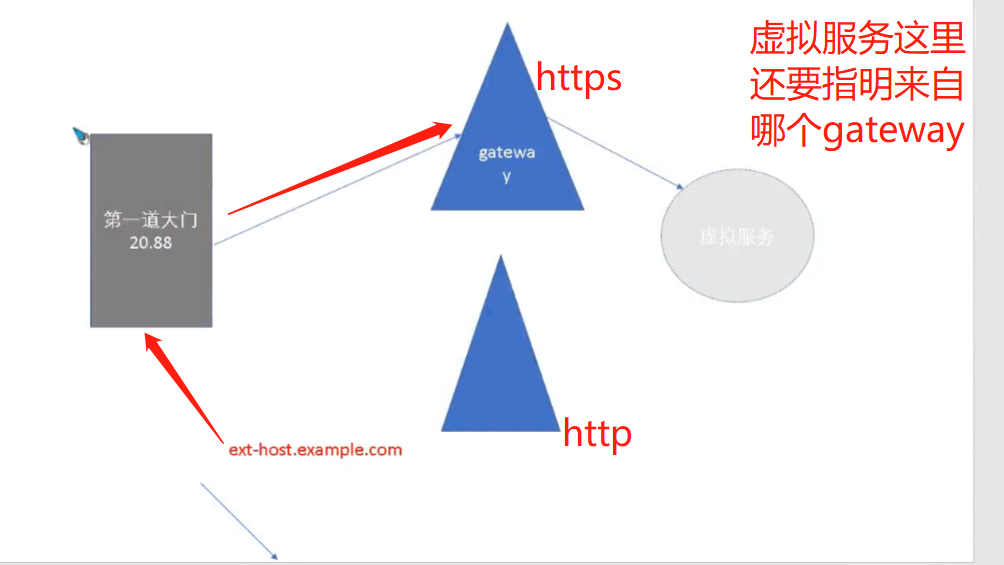 虚拟服务这里
还要指明来自
哪个gateway
https
gatewa
y
第一道大门
20.88
虚拟服务
http
ext-host.example.com